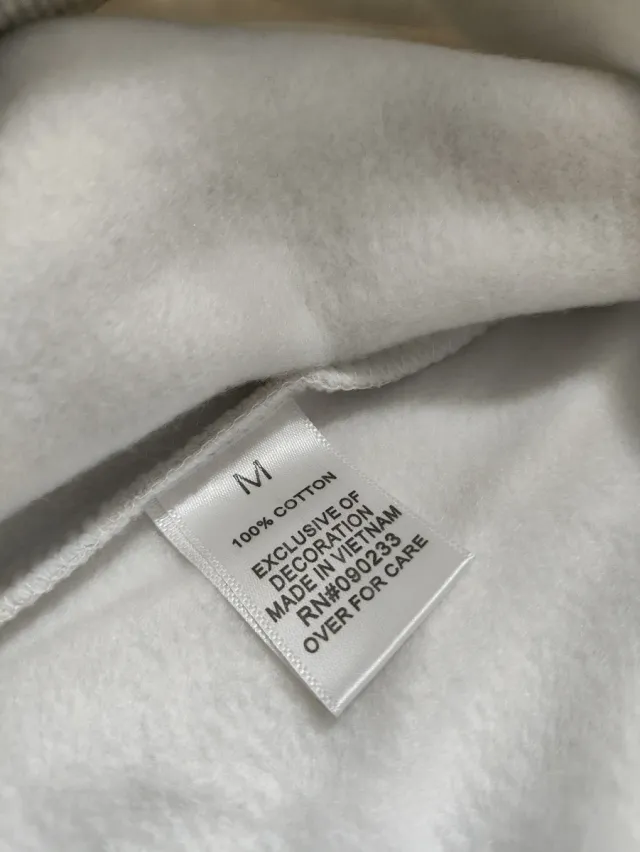 M
100% COTTON
EXCLUSIVE OF
DECORATION
MADE IN VIETNAM
RN#090233
OVER FOR CARE